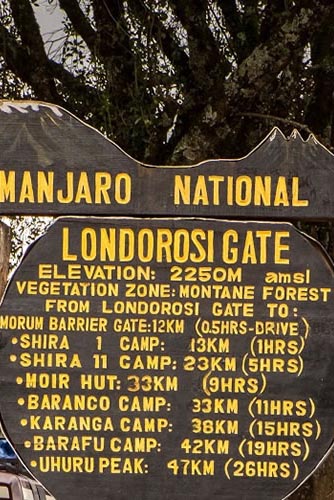 MANJARO NATIONAL
LONDOROSI GATE
ELEVATION: 2250M amsl
VEGETATION ZONE: MONTANE FOREST
FROM LONDOROSI GATE TO:
MORUM BARRIER GATE:12KM (0.5HRS-DRIVE)
•SHIRA 1 CAMP: 13KM (1HRS)
•SHIRA 11 CAMP: 23KM (5HRS)
•MOIR HUT: 33KM (9HRS)
•BARANCO CAMP: 33KM (11HRS)
•KARANGA CAMP: 38KM (15HRS)
•BARAFU CAMP: 42KM (19HRS)
•UHURU PEAK: 47KM (26HRS)